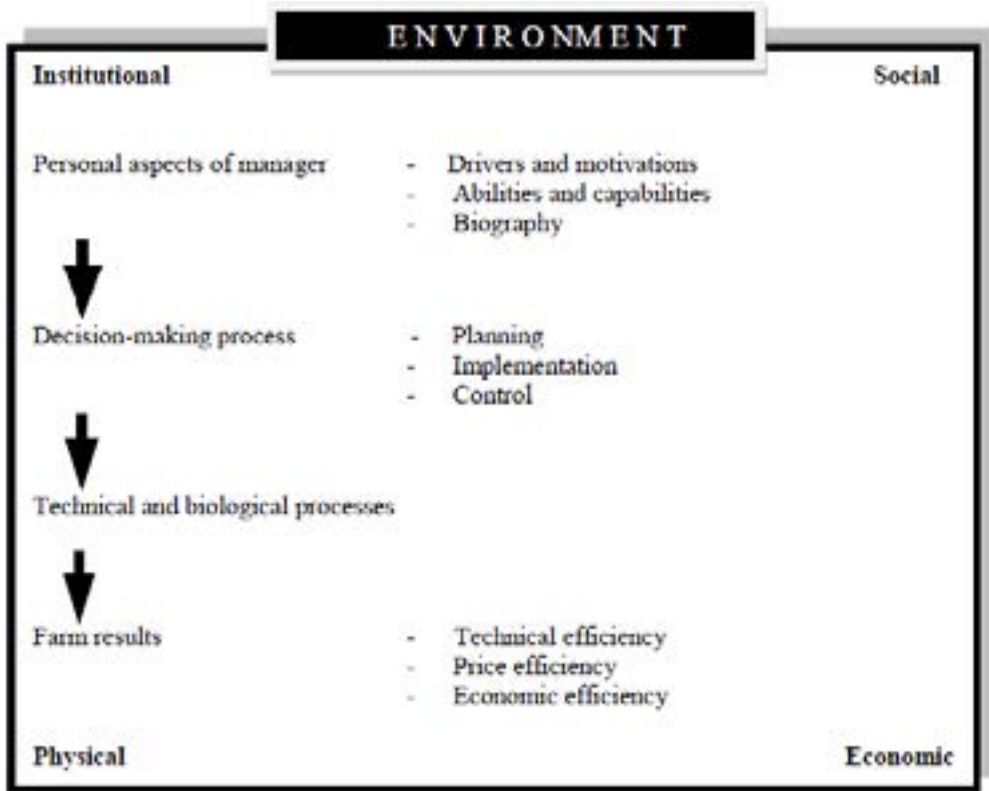 ENVIRONMENT
Institutional Social
Personal aspects of manager - Drivers and motivations
- Abilities and capabilities
- Biography
Decision-making process - Planning
- Implementation
- Control
Technical and biological processes
Farm results - Technical efficiency
- Price efficiency
- Economic efficiency
Physical Economic